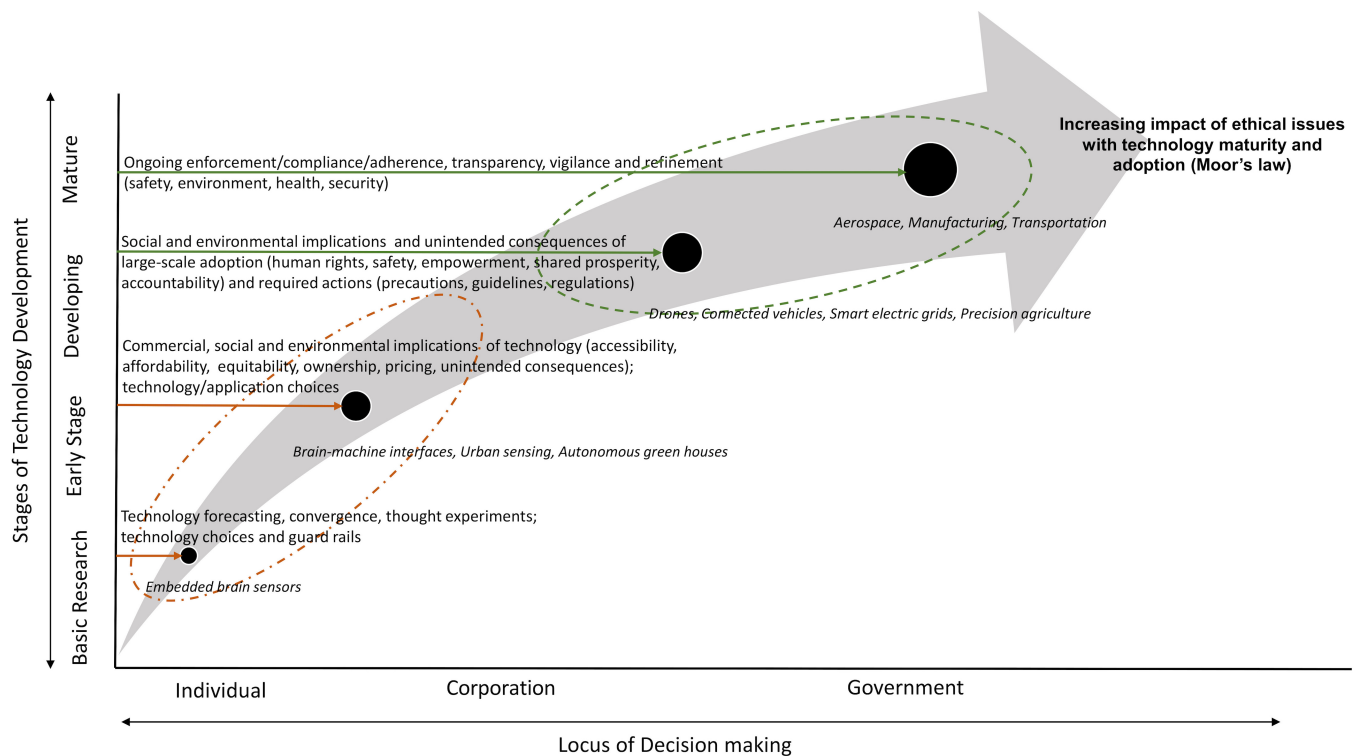 Increasing impact of ethical issues
with technology maturity and
adoption (Moor's law)
Stages of Technology Development
Mature
Ongoing enforcement/compliance/adherence, transparency, vigilance and refinement
(safety, environment, health, security)
Aerospace, Manufacturing, Transportation
Developing
Social and environmental implications and unintended consequences of
large-scale adoption (human rights, safety, empowerment, shared prosperity,
accountability) and required actions (precautions, guidelines, regulations)
Drones, Connected vehicles, Smart electric grids, Precision agriculture
Early Stage
Commercial, social and environmental implications of technology (accessibility,
affordability, equitability, ownership, pricing, unintended consequences);
technology/application choices
Brain-machine interfaces, Urban sensing, Autonomous green houses
Basic Research
Technology forecasting, convergence, thought experiments;
technology choices and guard rails
Embedded brain sensors
Individual
Corporation
Government
Locus of Decision making